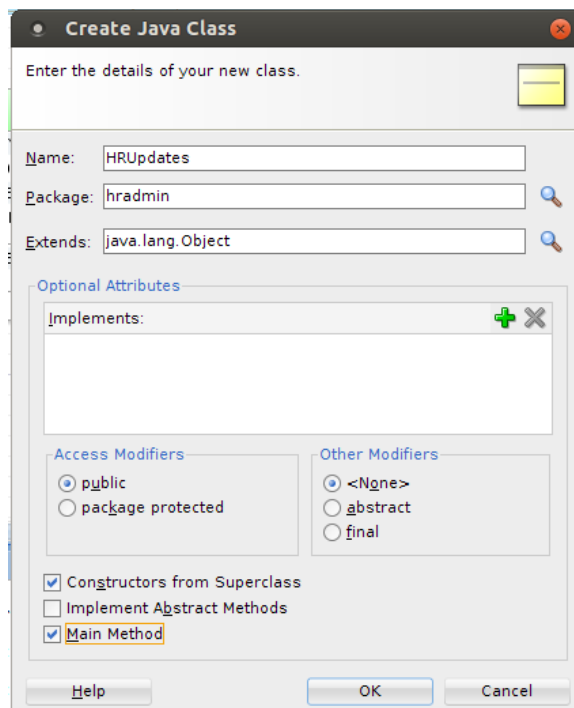 Create Java Class
Enter the details of your new class.
Name: HRUpdates
Package: hradmin
Extends: java.lang.Object
Optional Attributes
Implements:
Access Modifiers
public
package protected
Other Modifiers
<None>
abstract
final
Constructors from Superclass
Implement Abstract Methods
Main Method
Help OK Cancel